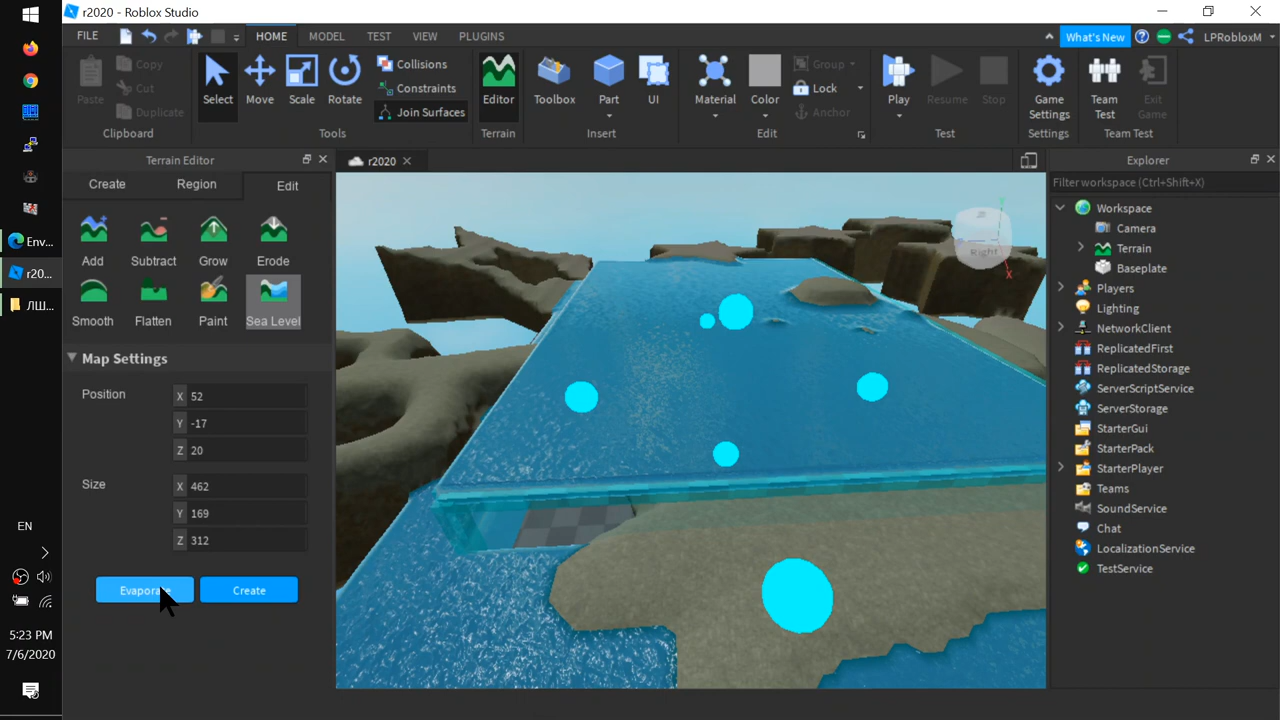 r2020 - Roblox Studio
FILE
HOME
MODEL
TEST
VIEW
PLUGINS
What's New
LPRobloxM
Paste
Copy
Cut
Duplicate
Clipboard
Select
Move
Scale
Rotate
Collisions
Constraints
Join Surfaces
Tools
Editor
Terrain
Toolbox
Part
UI
Insert
Material
Color
Group
Lock
Anchor
Edit
Play
Resume
Stop
Test
Game
Settings
Settings
Team
Test
Exit
Game
Team Test
Terrain Editor
Create
Region
Edit
Add
Subtract
Grow
Erode
Smooth
Flatten
Paint
Sea Level
Map Settings
Position
X 52
Y -17
Z 20
Size
X 462
Y 169
Z 312
Evaporate
Create
r2020
Right
X
Explorer
Filter workspace (Ctrl+Shift+X)
Workspace
Camera
Terrain
Baseplate
Players
Lighting
NetworkClient
ReplicatedFirst
ReplicatedStorage
ServerScriptService
ServerStorage
StarterGui
StarterPack
StarterPlayer
Teams
SoundService
Chat
LocalizationService
TestService
Env...
r20...
ЛШ...
EN
5:23 PM
7/6/2020